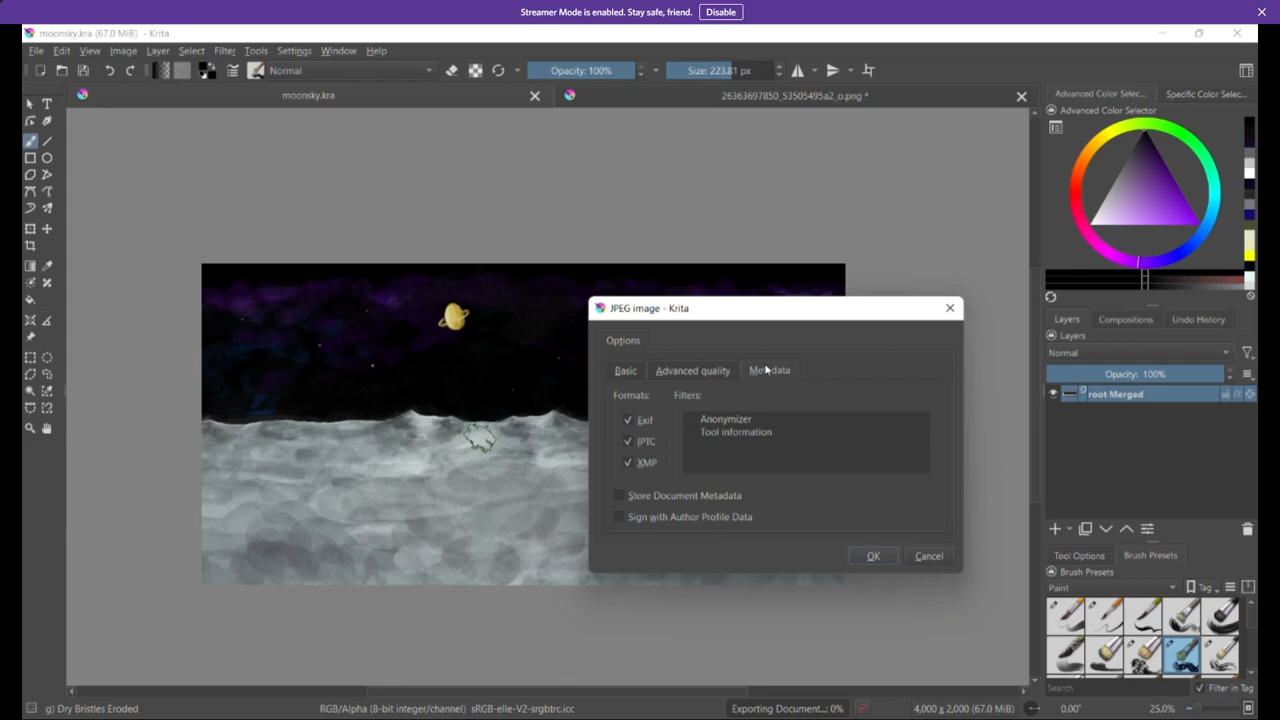 Streamer Mode is enabled. Stay safe, friend. Disable
moonsky.kra (67.0 MiB) - Krita
File Edit View Image Layer Select Filter Tools Settings Window Help
Normal Opacity: 100% Size: 223.81 px
moonsky.kra 26363697850_53505495a2_o.png *
Advanced Color Selec... Specific Color Selec...
Advanced Color Selector
JPEG image - Krita
Options
Basic Advanced quality Metadata
Formats: Filters:
Exif
IPTC
XMP
Anonymizer
Tool information
Store Document Metadata
Sign with Author Profile Data
OK Cancel
Layers Compositions Undo History
Layers
Normal
Opacity: 100%
root Merged
Tool Options Brush Presets
Brush Presets
Paint Tag
Search Filter in Tag
g) Dry Bristles Eroded RGB/Alpha (8-bit integer/channel) sRGB-elle-V2-srgbtrc.icc Exporting Document...: 0% 4,000 x 2,000 (67.0 MiB) 0.00° 25.0%